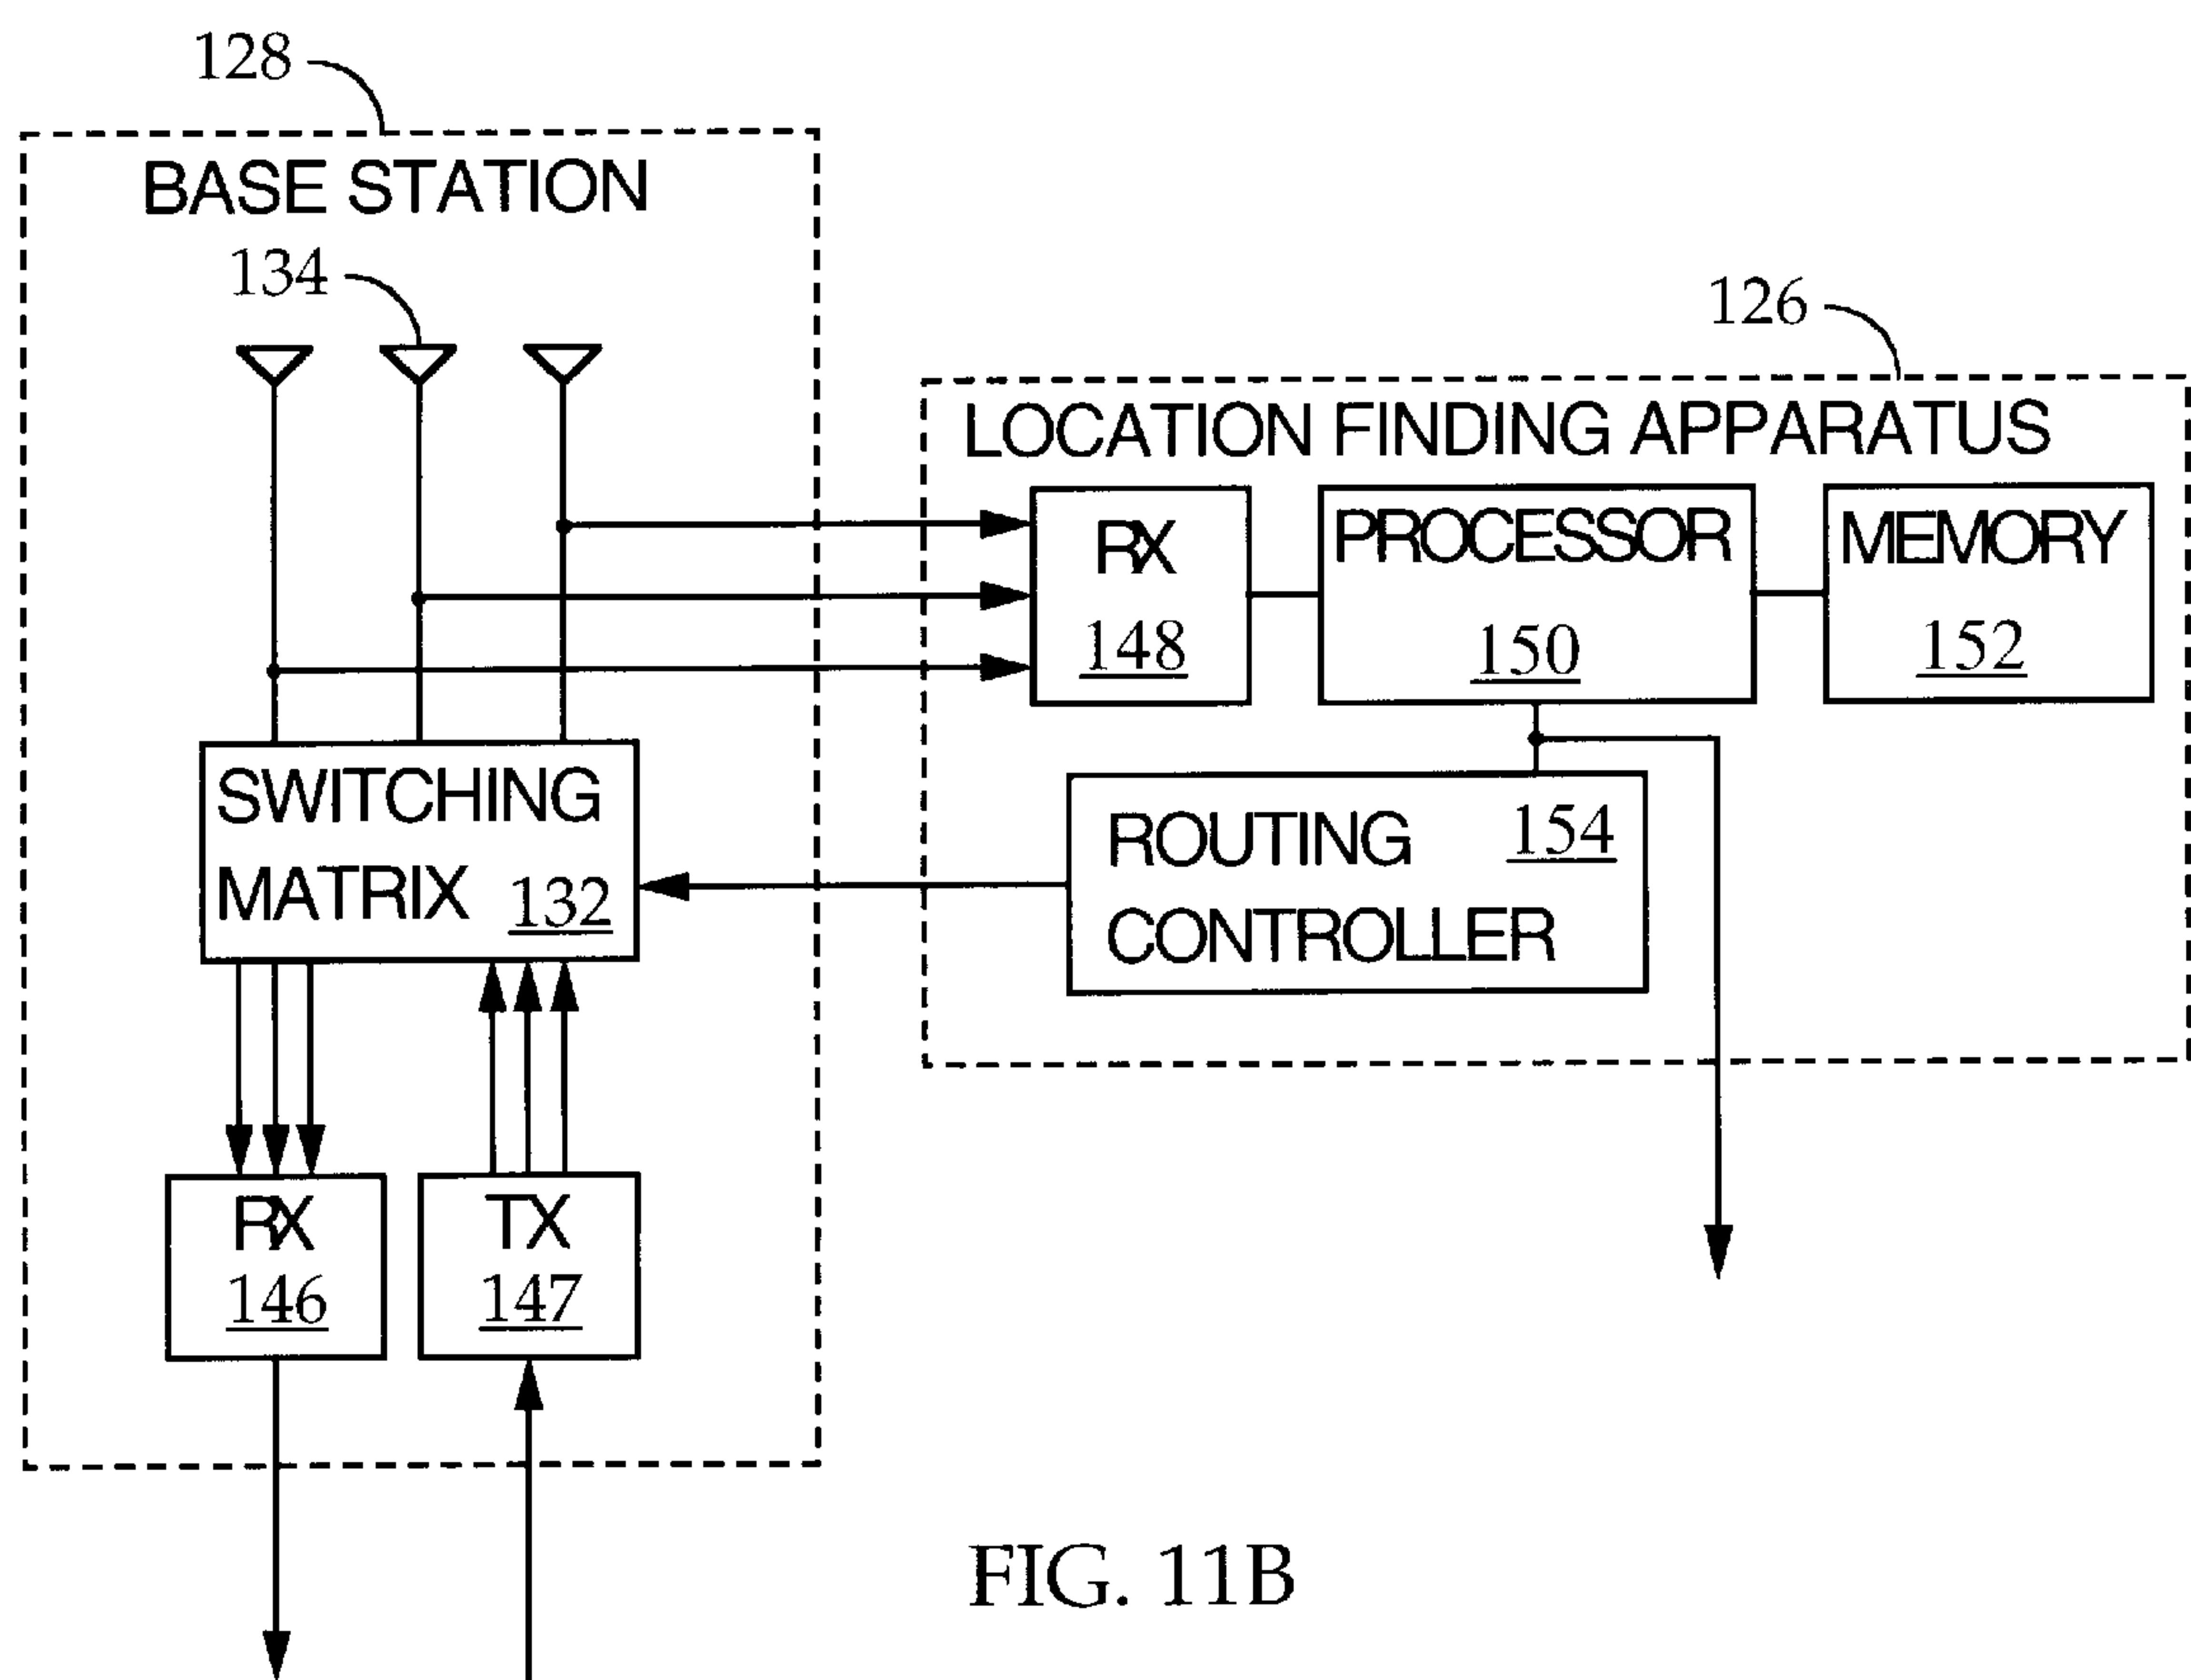 128
BASE STATION
134
126
LOCATION FINDING APPARATUS
RX
148
PROCESSOR
150
MEMORY
152
SWITCHING
MATRIX 132
ROUTING 154
CONTROLLER
RX
146
TX
147
FIG. 11B